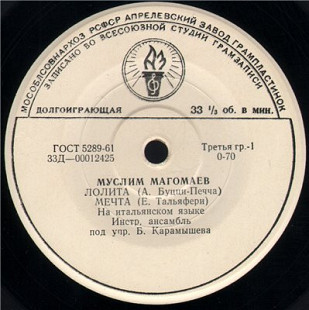 МОСОБЛСОВНАРХОЗ РСФСР АПРЕЛЕВСКИЙ ЗАВОД ГРАМПЛАСТИНОК
ЗАПИСАНО ВО ВСЕСОЮЗНОЙ СТУДИИ ГРАМЗАПИСИ
ДОЛГОИГРАЮЩАЯ
33 1/3 об. в мин.
ГОСТ 5289-61
Третья гр.-1
33Д—00012425
0-70
МУСЛИМ МАГОМАЕВ
ЛОЛИТА (А. Буцци-Печча)
МЕЧТА (Е. Тальяфери)
На итальянском языке
Инстр. ансамбль
под упр. Б. Карамышева